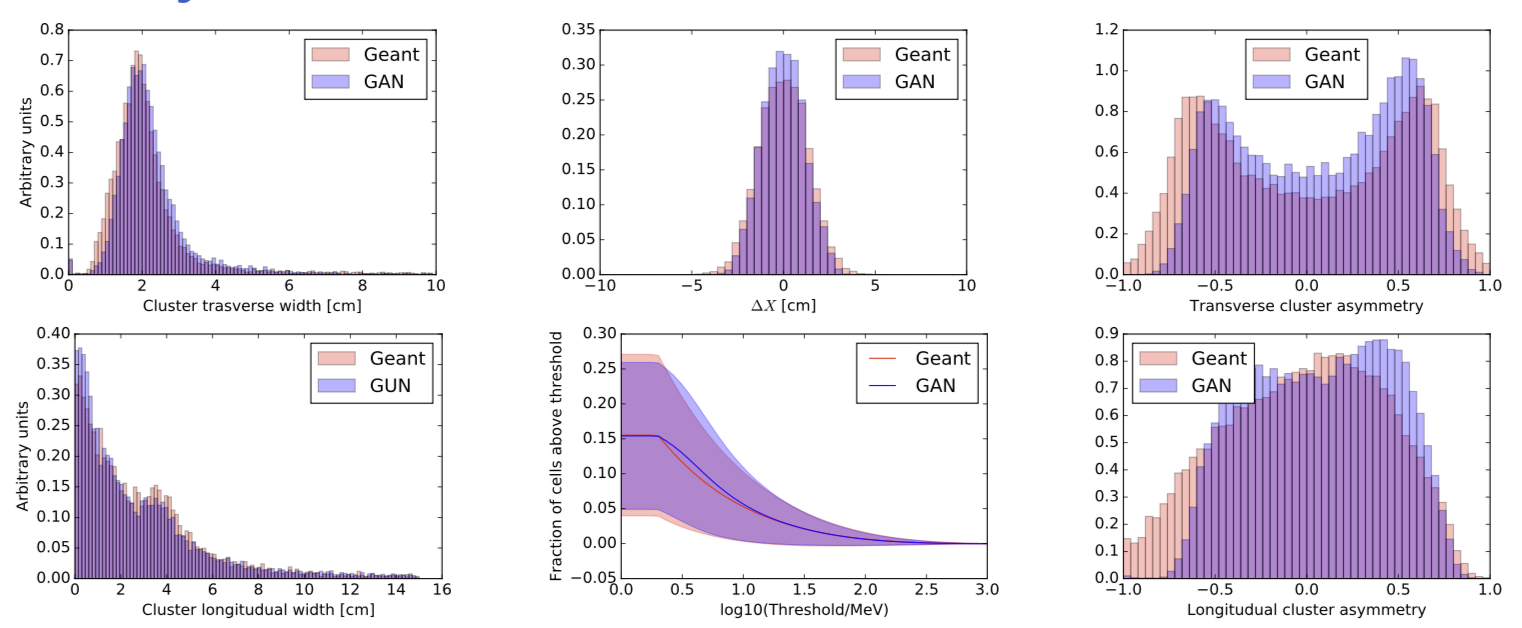 0.8
0.7
0.6
0.5
0.4
0.3
0.2
0.1
0.0
Arbitrary units
Geant
GAN
0 2 4 6 8 10
Cluster trasverse width [cm]
0.35
0.30
0.25
0.20
0.15
0.10
0.05
0.00
Geant
GAN
−10 −5 0 5 10
ΔX [cm]
1.2
1.0
0.8
0.6
0.4
0.2
0.0
Geant
GAN
−1.0 −0.5 0.0 0.5 1.0
Transverse cluster asymmetry
0.40
0.35
0.30
0.25
0.20
0.15
0.10
0.05
0.00
Arbitrary units
Geant
GUN
0 2 4 6 8 10 12 14 16
Cluster longitudual width [cm]
0.30
0.25
0.20
0.15
0.10
0.05
0.00
−0.05
Fraction of cells above threshold
Geant
GAN
0.0 0.5 1.0 1.5 2.0 2.5 3.0
log10(Threshold/MeV)
0.9
0.8
0.7
0.6
0.5
0.4
0.3
0.2
0.1
0.0
Geant
GAN
−1.0 −0.5 0.0 0.5 1.0
Longitudual cluster asymmetry